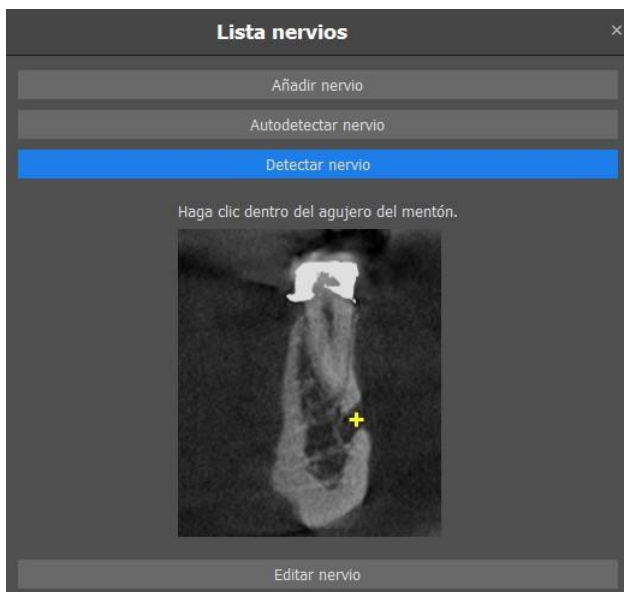 Lista nervios
Añadir nervio
Autodetectar nervio
Detectar nervio
Haga clic dentro del agujero del mentón.
Editar nervio